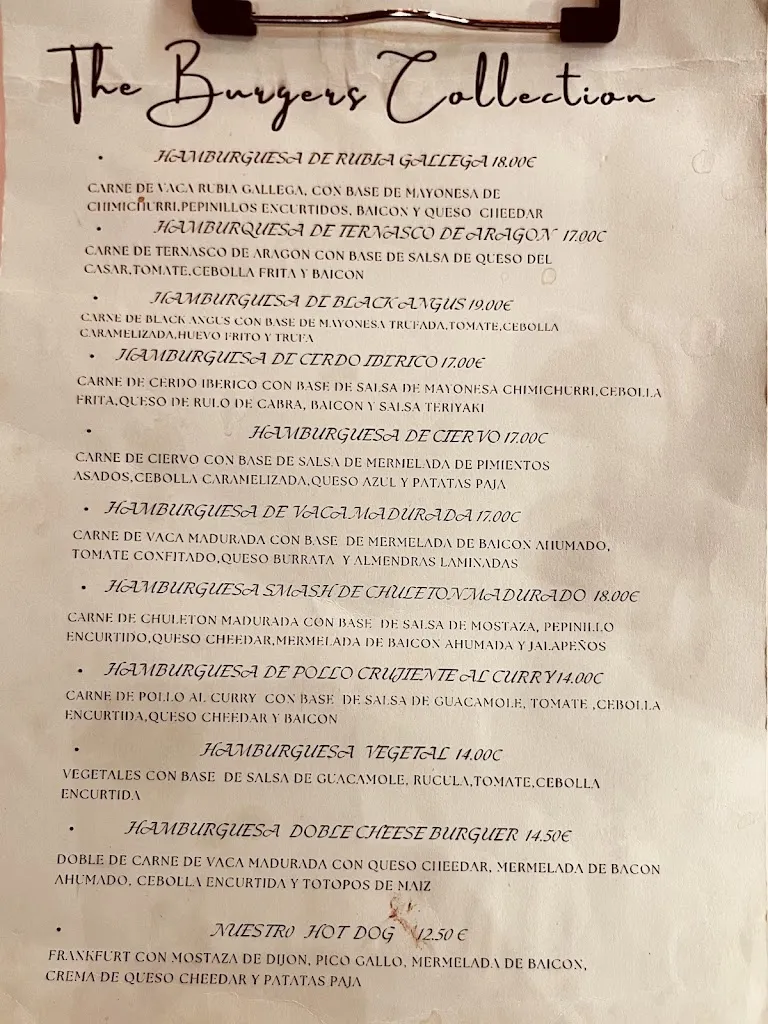 The Burgers Collection
• HAMBURGUESA DE RUBIA GALLEGA 18.00€
CARNE DE VACA RUBIA GALLEGA, CON BASE DE MAYONESA DE
CHIMICHURRI,PEPINILLOS ENCURTIDOS, BAICON Y QUESO CHEEDAR
• HAMBURQUESA DE TERNASCO DE ARAGON 17.00€
CARNE DE TERNASCO DE ARAGON CON BASE DE SALSA DE QUESO DEL
CASAR,TOMATE,CEBOLLA FRITA Y BAICON
• HAMBURGUESA DE BLACK ANGUS 19.00€
CARNE DE BLACK ANGUS CON BASE DE MAYONESA TRUFADA,TOMATE,CEBOLLA
CARAMELIZADA,HUEVO FRITO Y TRUFA
• HAMBURGUESA DE CERDO IBERICO 17.00€
CARNE DE CERDO IBERICO CON BASE DE SALSA DE MAYONESA CHIMICHURRI,CEBOLLA
FRITA,QUESO DE RULO DE CABRA, BAICON Y SALSA TERIYAKI
• HAMBURGUESA DE CIERVO 17.00€
CARNE DE CIERVO CON BASE DE SALSA DE MERMELADA DE PIMIENTOS
ASADOS,CEBOLLA CARAMELIZADA,QUESO AZUL Y PATATAS PAJA
• HAMBURGUESA DE VACA MADURADA 17.00€
CARNE DE VACA MADURADA CON BASE DE MERMELADA DE BAICON AHUMADO,
TOMATE CONFITADO,QUESO BURRATA Y ALMENDRAS LAMINADAS
• HAMBURGUESA SMASH DE CHULETON MADURADO 18.00€
CARNE DE CHULETON MADURADA CON BASE DE SALSA DE MOSTAZA, PEPINILLO
ENCURTIDO,QUESO CHEEDAR,MERMELADA DE BAICON AHUMADA Y JALAPEÑOS
• HAMBURGUESA DE POLLO CRUJIENTE AL CURRY 14.00€
CARNE DE POLLO AL CURRY CON BASE DE SALSA DE GUACAMOLE, TOMATE ,CEBOLLA
ENCURTIDA,QUESO CHEEDAR Y BAICON
• HAMBURGUESA VEGETAL 14.00€
VEGETALES CON BASE DE SALSA DE GUACAMOLE, RUCULA,TOMATE,CEBOLLA
ENCURTIDA
• HAMBURGUESA DOBLE CHEESE BURGUER 14.50€
DOBLE DE CARNE DE VACA MADURADA CON QUESO CHEEDAR, MERMELADA DE BACON
AHUMADO, CEBOLLA ENCURTIDA Y TOTOPOS DE MAIZ
• NUESTRO HOT DOG 12.50 €
FRANKFURT CON MOSTAZA DE DIJON, PICO GALLO, MERMELADA DE BAICON,
CREMA DE QUESO CHEEDAR Y PATATAS PAJA